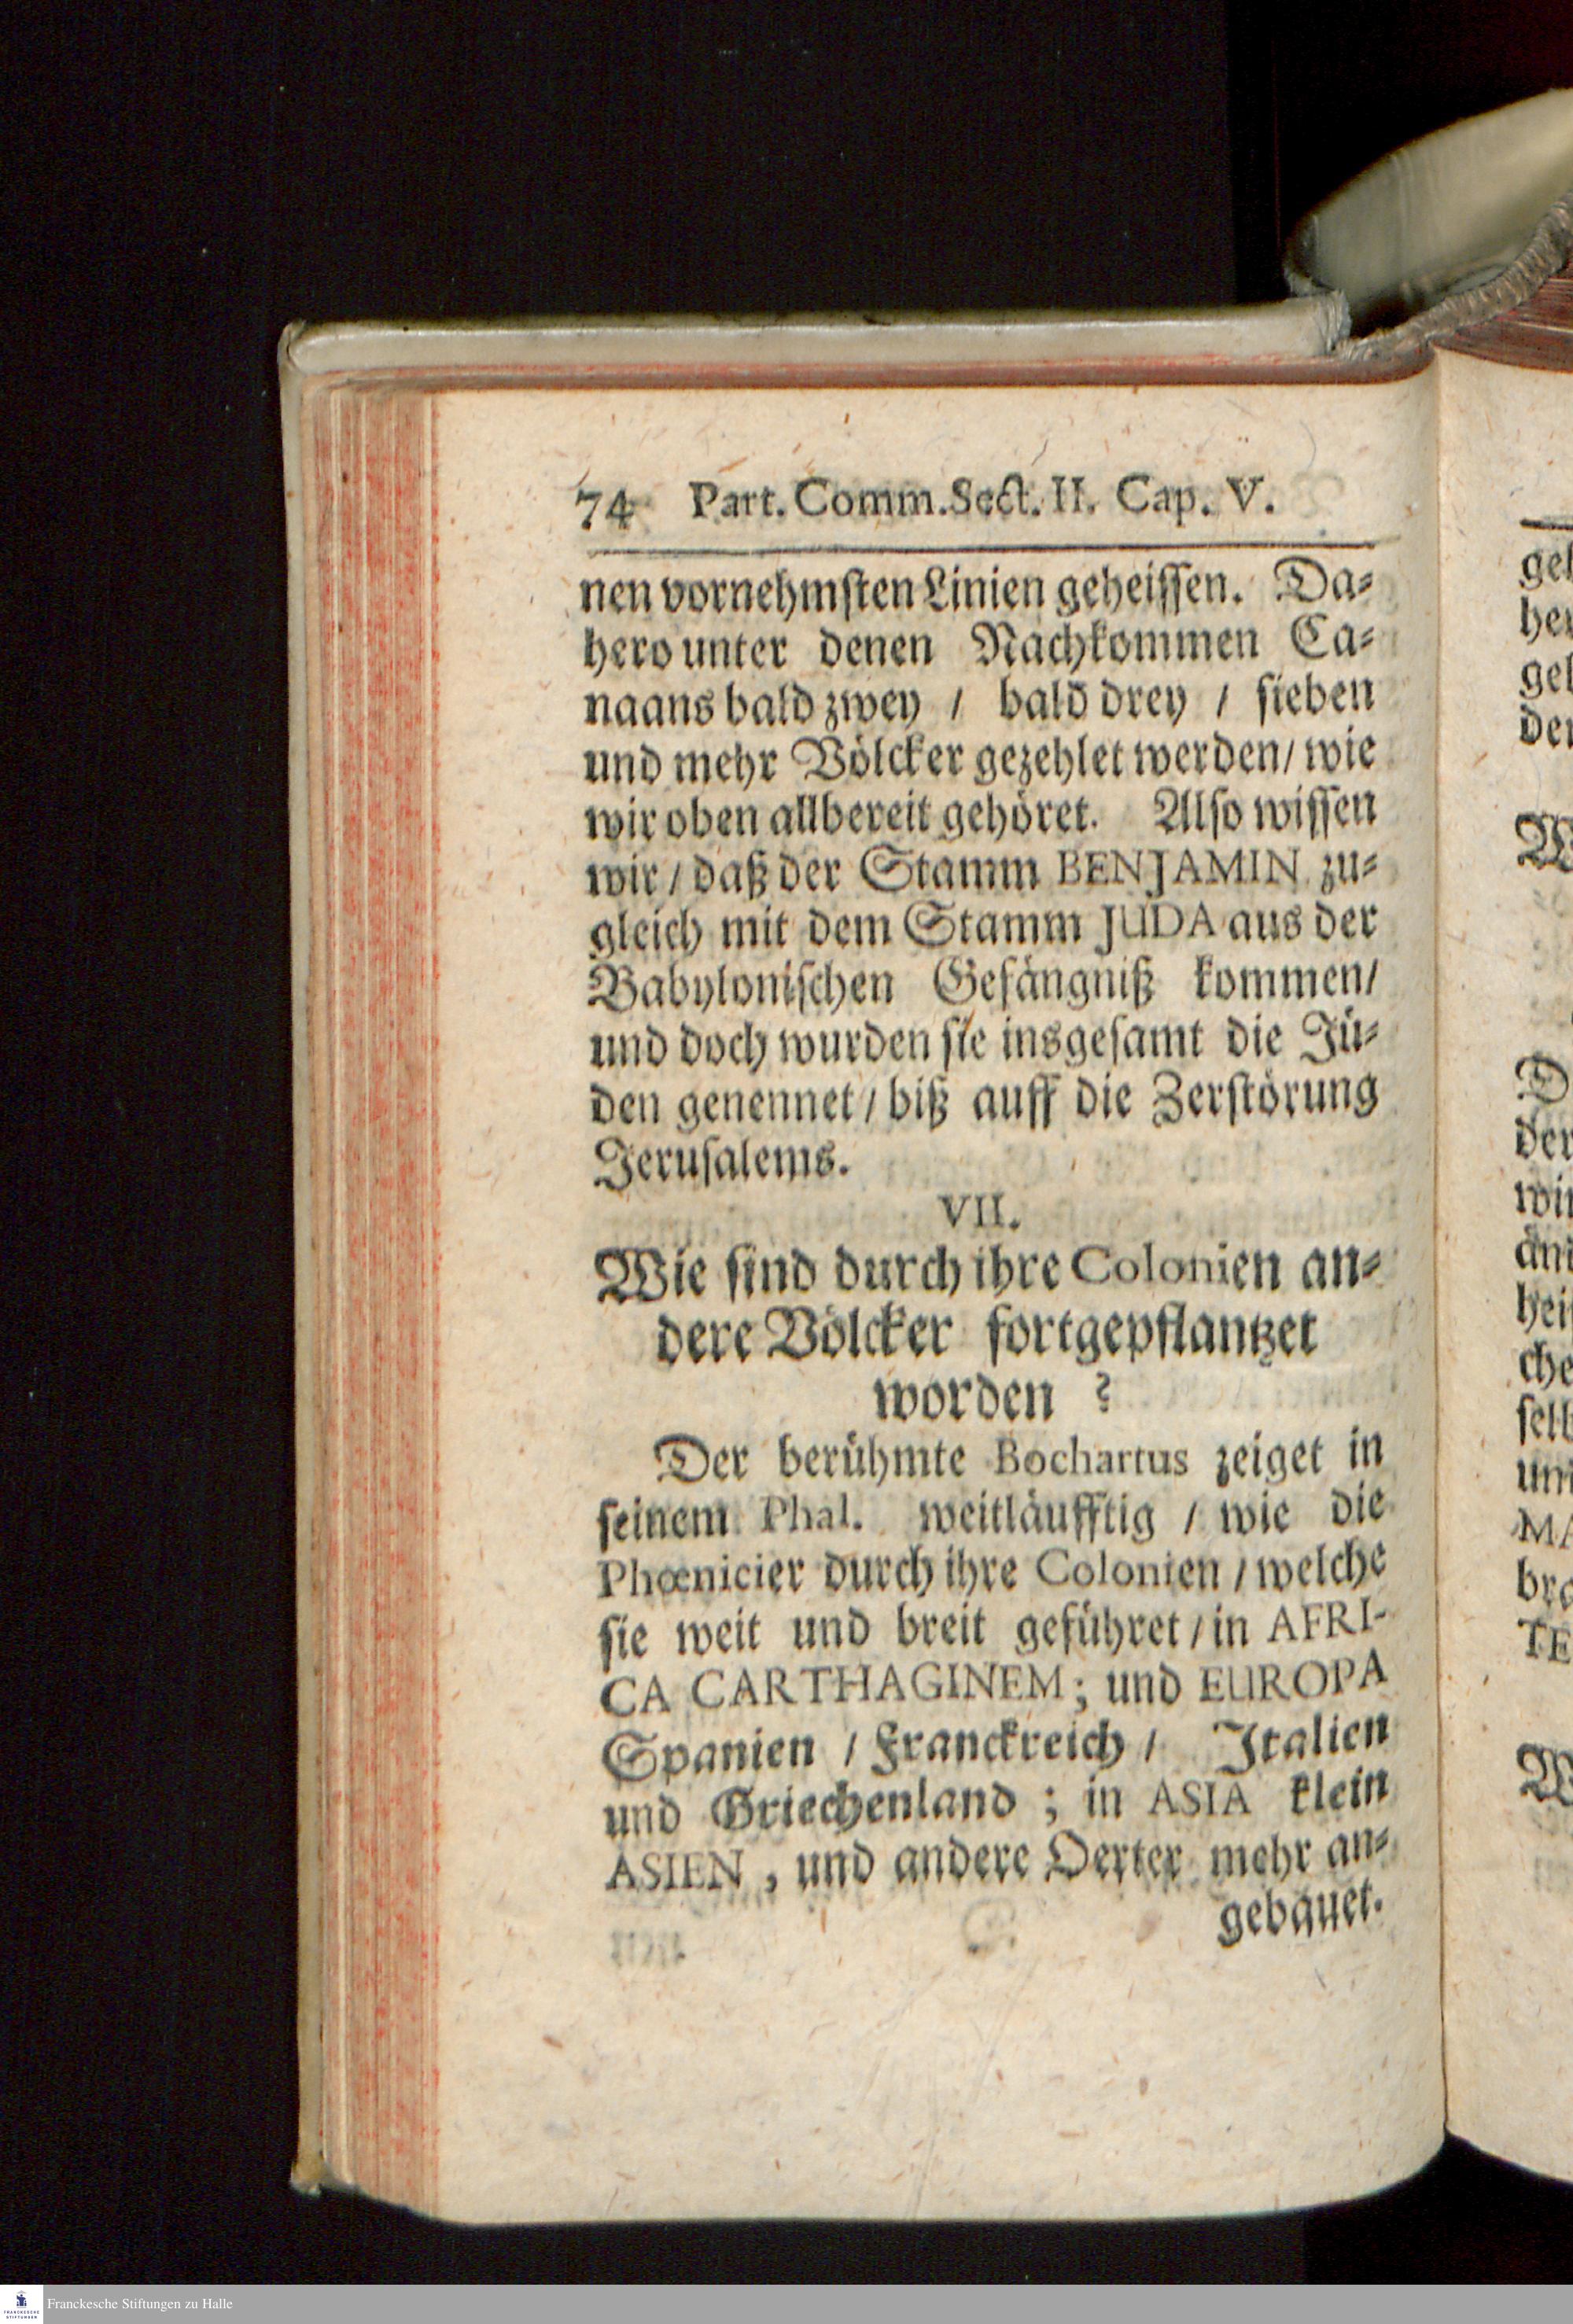 74 Part. Comm. Sect. II. Cap. V.
nen vornehmsten Linien geheissen. Da-
hero unter denen Nachkommen Ca-
naans bald zwey / bald drey / sieben
und mehr Völcker gezehlet werden / wie
wir oben allbereit gehöret. Also wissen
wir / daß der Stamm BENJAMIN zu-
gleich mit dem Stamm JUDA aus der
Babylonischen Gefängniß kommen /
und doch wurden sie insgesamt die Jü-
den genennet / biß auff die Zerstörung
Jerusalems.
VII.
Wie sind durch ihre Colonien an-
dere Völcker fortgepflantzet
worden ?
Der berühmte Bochartus zeiget in
seinem Phal. weitläufftig / wie die
Phœnicier durch ihre Colonien / welche
sie weit und breit geführet / in AFRI-
CA CARTHAGINEM; und EUROPA
Spanien / Franckreich / Italien
und Griechenland ; in ASIA klein
ASIEN , und andere Oerter mehr an-
gebauet.
Franckesche Stiftungen zu Halle